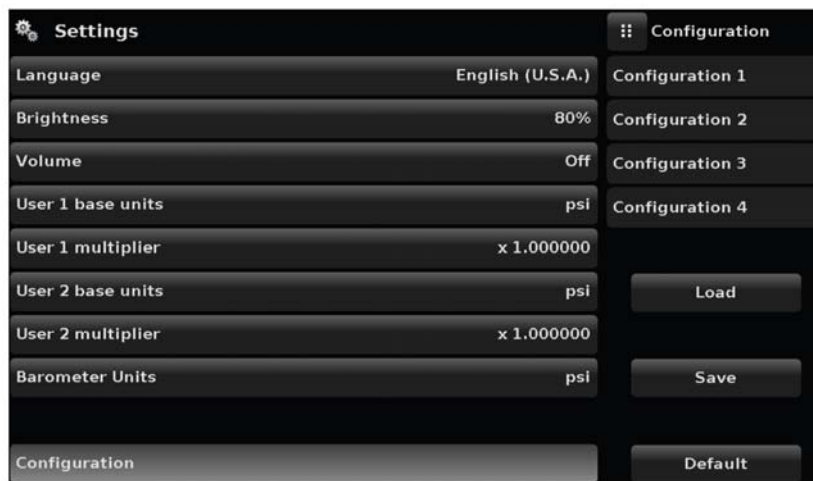 Settings
Language English (U.S.A.)
Brightness 80%
Volume Off
User 1 base units psi
User 1 multiplier x 1.000000
User 2 base units psi
User 2 multiplier x 1.000000
Barometer Units psi
Configuration
Configuration
Configuration 1
Configuration 2
Configuration 3
Configuration 4
Load
Save
Default